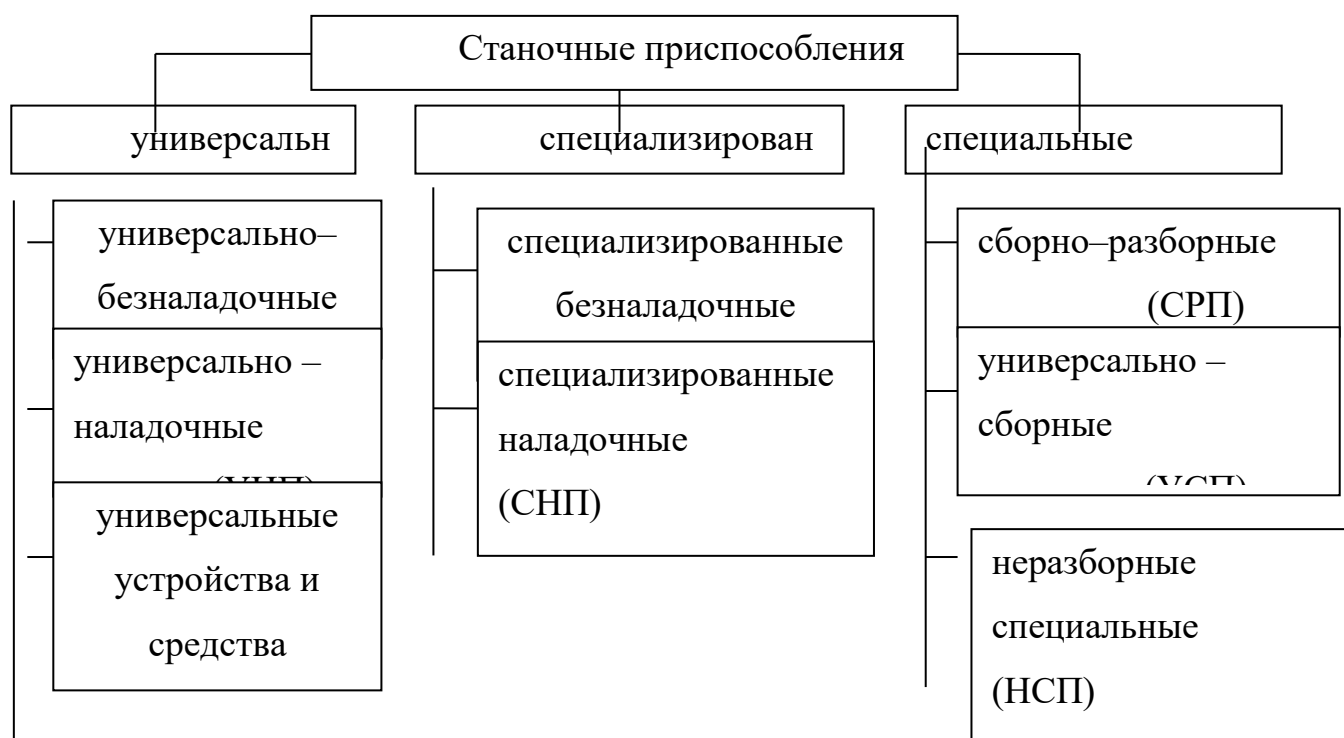 Станочные приспособления
универсальн
специализирован
специальные
универсально–
безналадочные
универсально –
наладочные
универсальные
устройства и
средства
специализированные
безналадочные
специализированные
наладочные
(СНП)
сборно–разборные
(СРП)
универсально –
сборные
(УСП)
неразборные
специальные
(НСП)